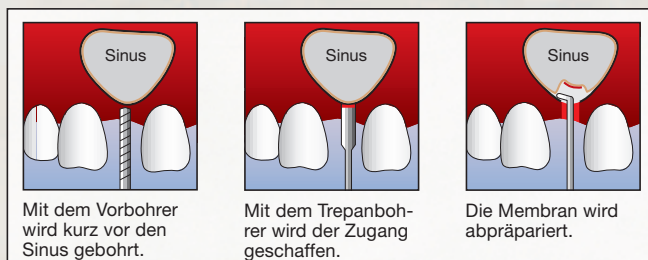 Sinus
Mit dem Vorbohrer
wird kurz vor den
Sinus gebohrt.
Sinus
Mit dem Trepanboh-
rer wird der Zugang
geschaffen.
Sinus
Die Membran wird
abpräpariert.